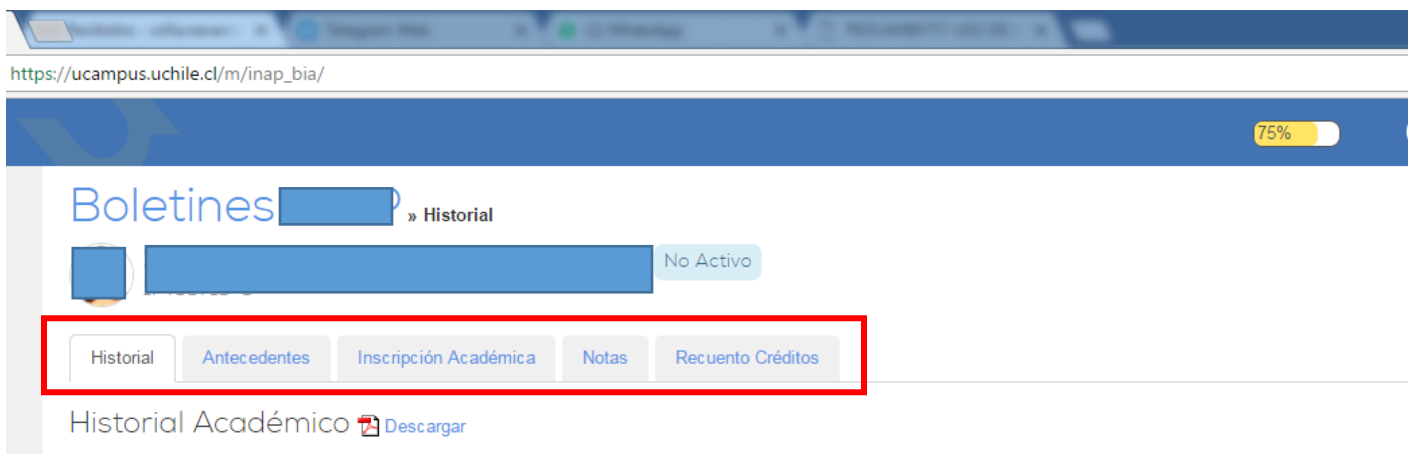 https://ucampus.uchile.cl/m/inap_bia/
75%
Boletines » Historial
No Activo
Historial Antecedentes Inscripción Académica Notas Recuento Créditos
Historial Académico Descargar